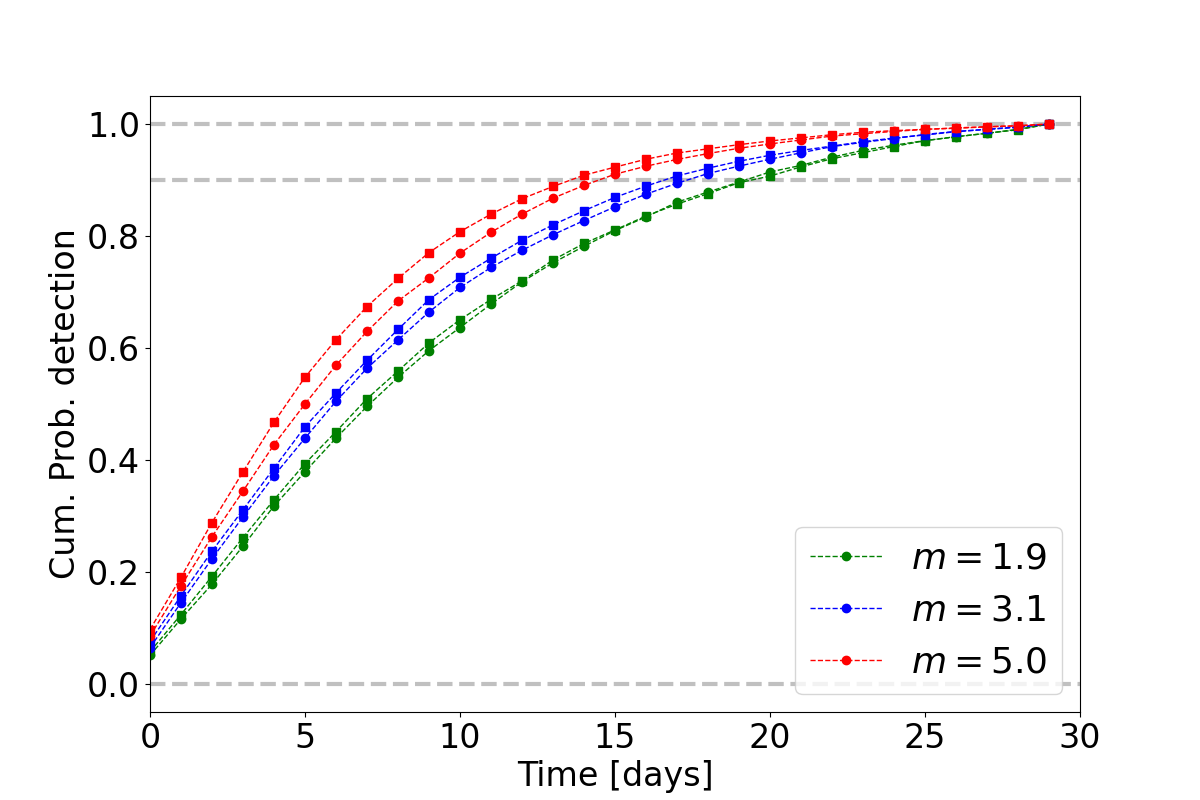 Cum. Prob. detection
1.0
0.8
0.6
0.4
0.2
0.0
0 5 10 15 20 25 30
Time [days]
m = 1.9
m = 3.1
m = 5.0